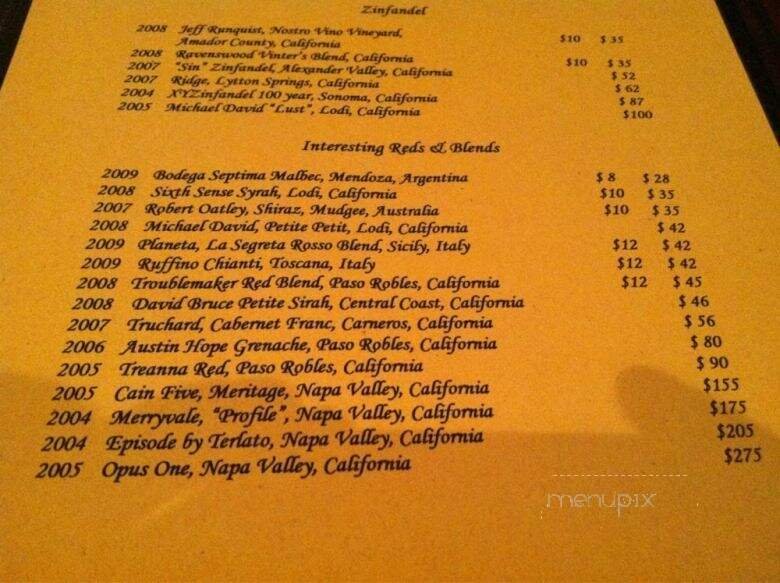 Zinfandel
2008 Jeff Runquist, Nostro Vino Vineyard,
Amador County, California $10 $35
2008 Ravenswood Vinter's Blend, California $10 $35
2007 "Sin" Zinfandel, Alexander Valley, California $52
2007 Ridge, Lytton Springs, California $62
2004 XYZinfandel 100 year, Sonoma, California $87
2005 Michael David "Lust", Lodi, California $100
Interesting Reds & Blends
2009 Bodega Septima Malbec, Mendoza, Argentina $8 $28
2008 Sixth Sense Syrah, Lodi, California $10 $35
2007 Robert Oatley, Shiraz, Mudgee, Australia $10 $35
2008 Michael David, Petite Petit, Lodi, California $42
2009 Planeta, La Segreta Rosso Blend, Sicily, Italy $12 $42
2009 Ruffino Chianti, Toscana, Italy $12 $42
2008 Troublemaker Red Blend, Paso Robles, California $12 $45
2008 David Bruce Petite Sirah, Central Coast, California $46
2007 Truchard, Cabernet Franc, Carneros, California $56
2006 Austin Hope Grenache, Paso Robles, California $80
2005 Treanna Red, Paso Robles, California $90
2005 Cain Five, Meritage, Napa Valley, California $155
2004 Merryvale, "Profile", Napa Valley, California $175
2004 Episode by Terlato, Napa Valley, California $205
2005 Opus One, Napa Valley, California $275
menupix